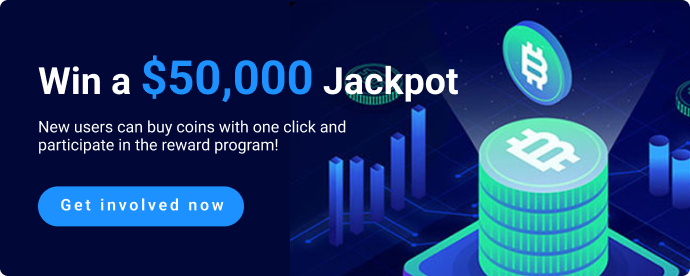 Win a $50,000 Jackpot
New users can buy coins with one click and
participate in the reward program!
Get involved now